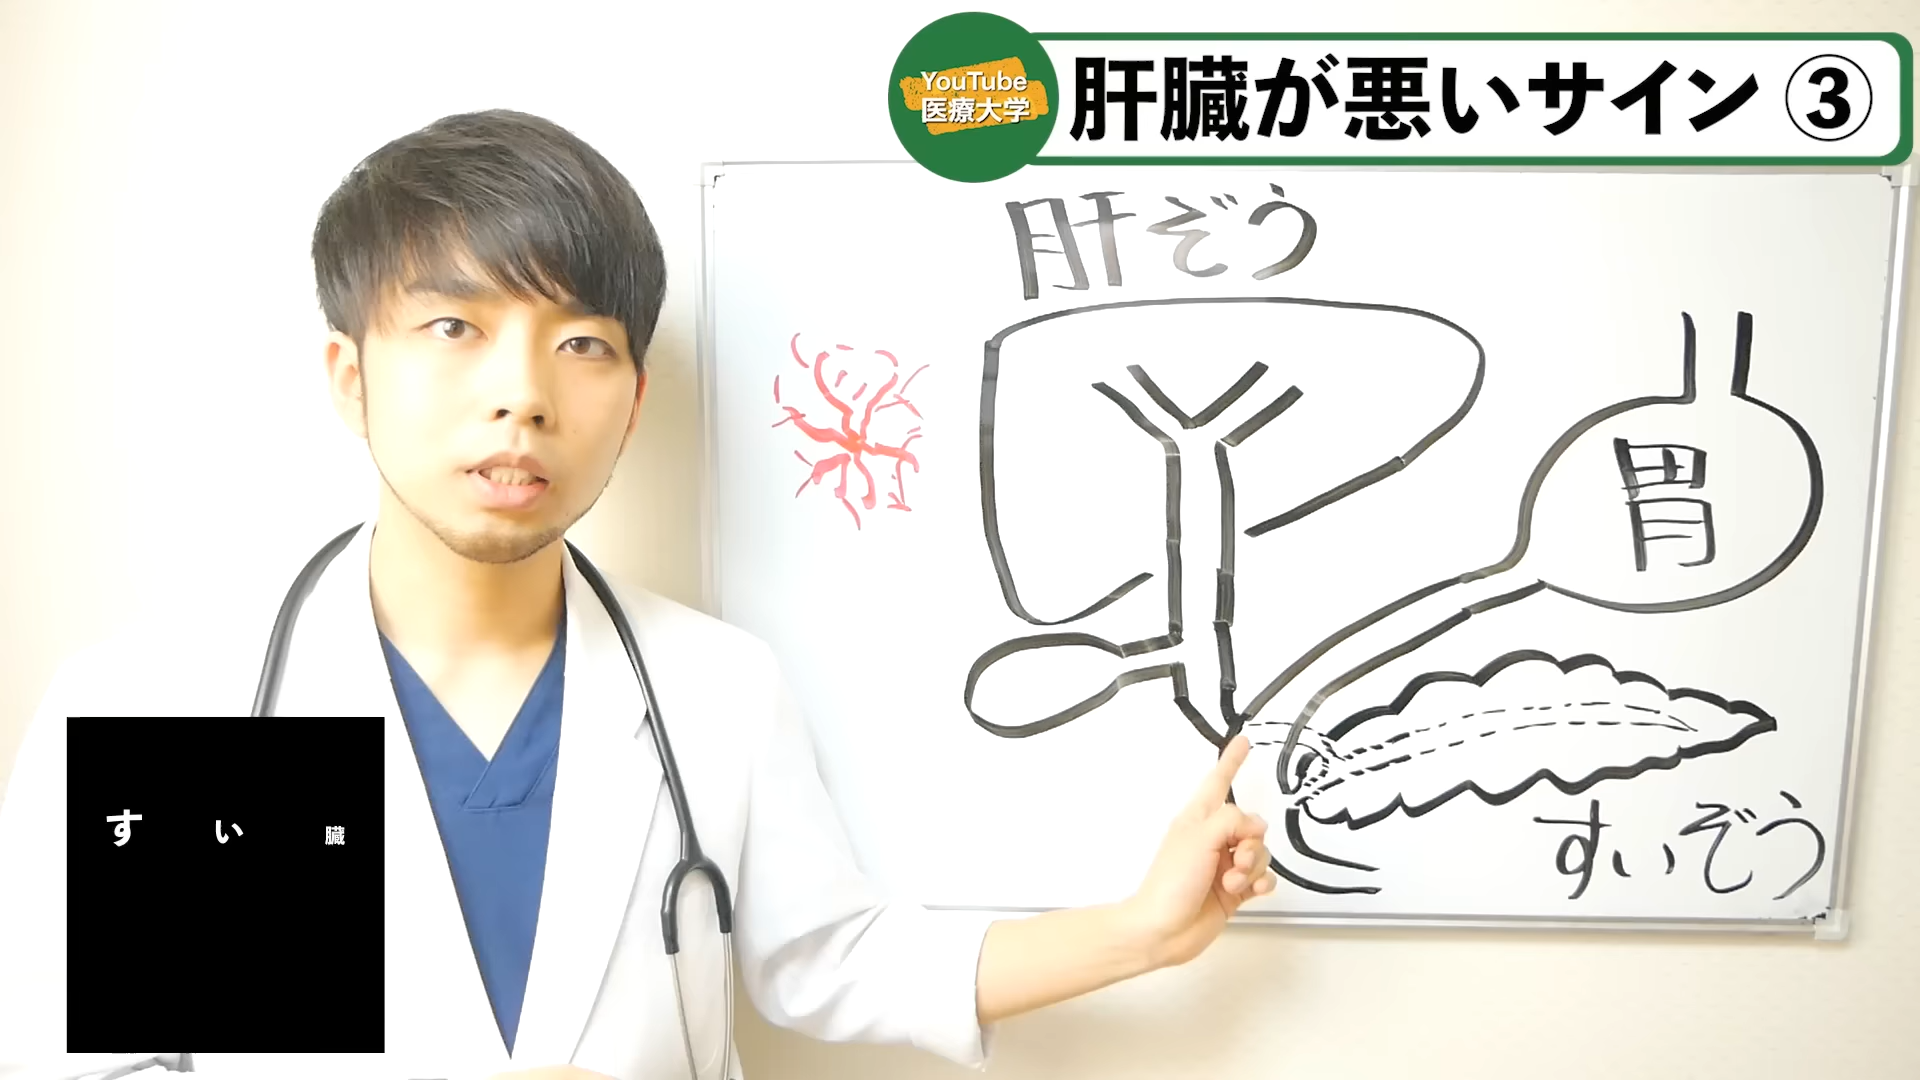 YouTube
医療大学
肝臓が悪いサイン ③
肝ぞう
胃
すいぞう
すい臓